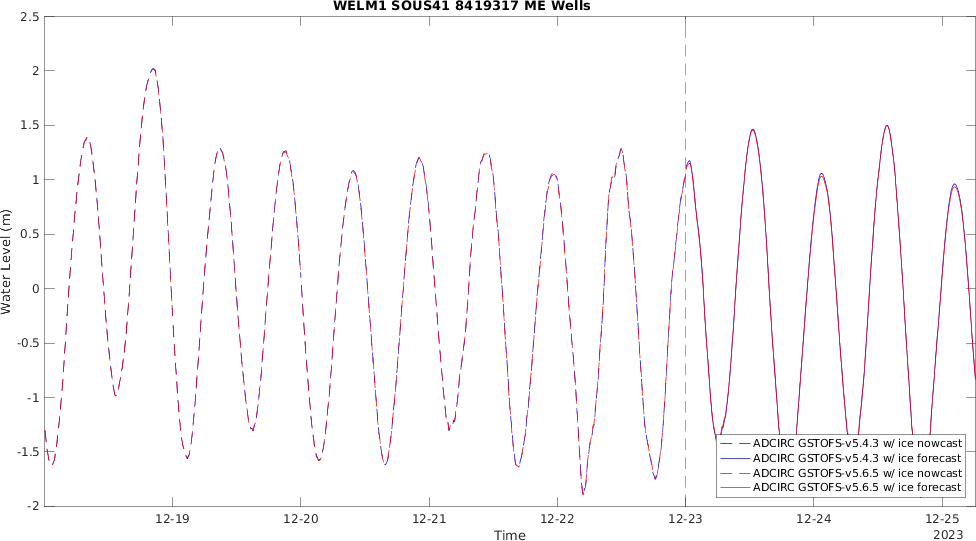 WELM1 SOUS41 8419317 ME Wells
2.5
2
1.5
1
0.5
0
-0.5
-1
-1.5
-2
Water Level (m)
ADCIRC GSTOFS-v5.4.3 w/ ice nowcast
ADCIRC GSTOFS-v5.4.3 w/ ice forecast
ADCIRC GSTOFS-v5.6.5 w/ ice nowcast
ADCIRC GSTOFS-v5.6.5 w/ ice forecast
12-19 12-20 12-21 12-22 12-23 12-24 12-25
Time
2023